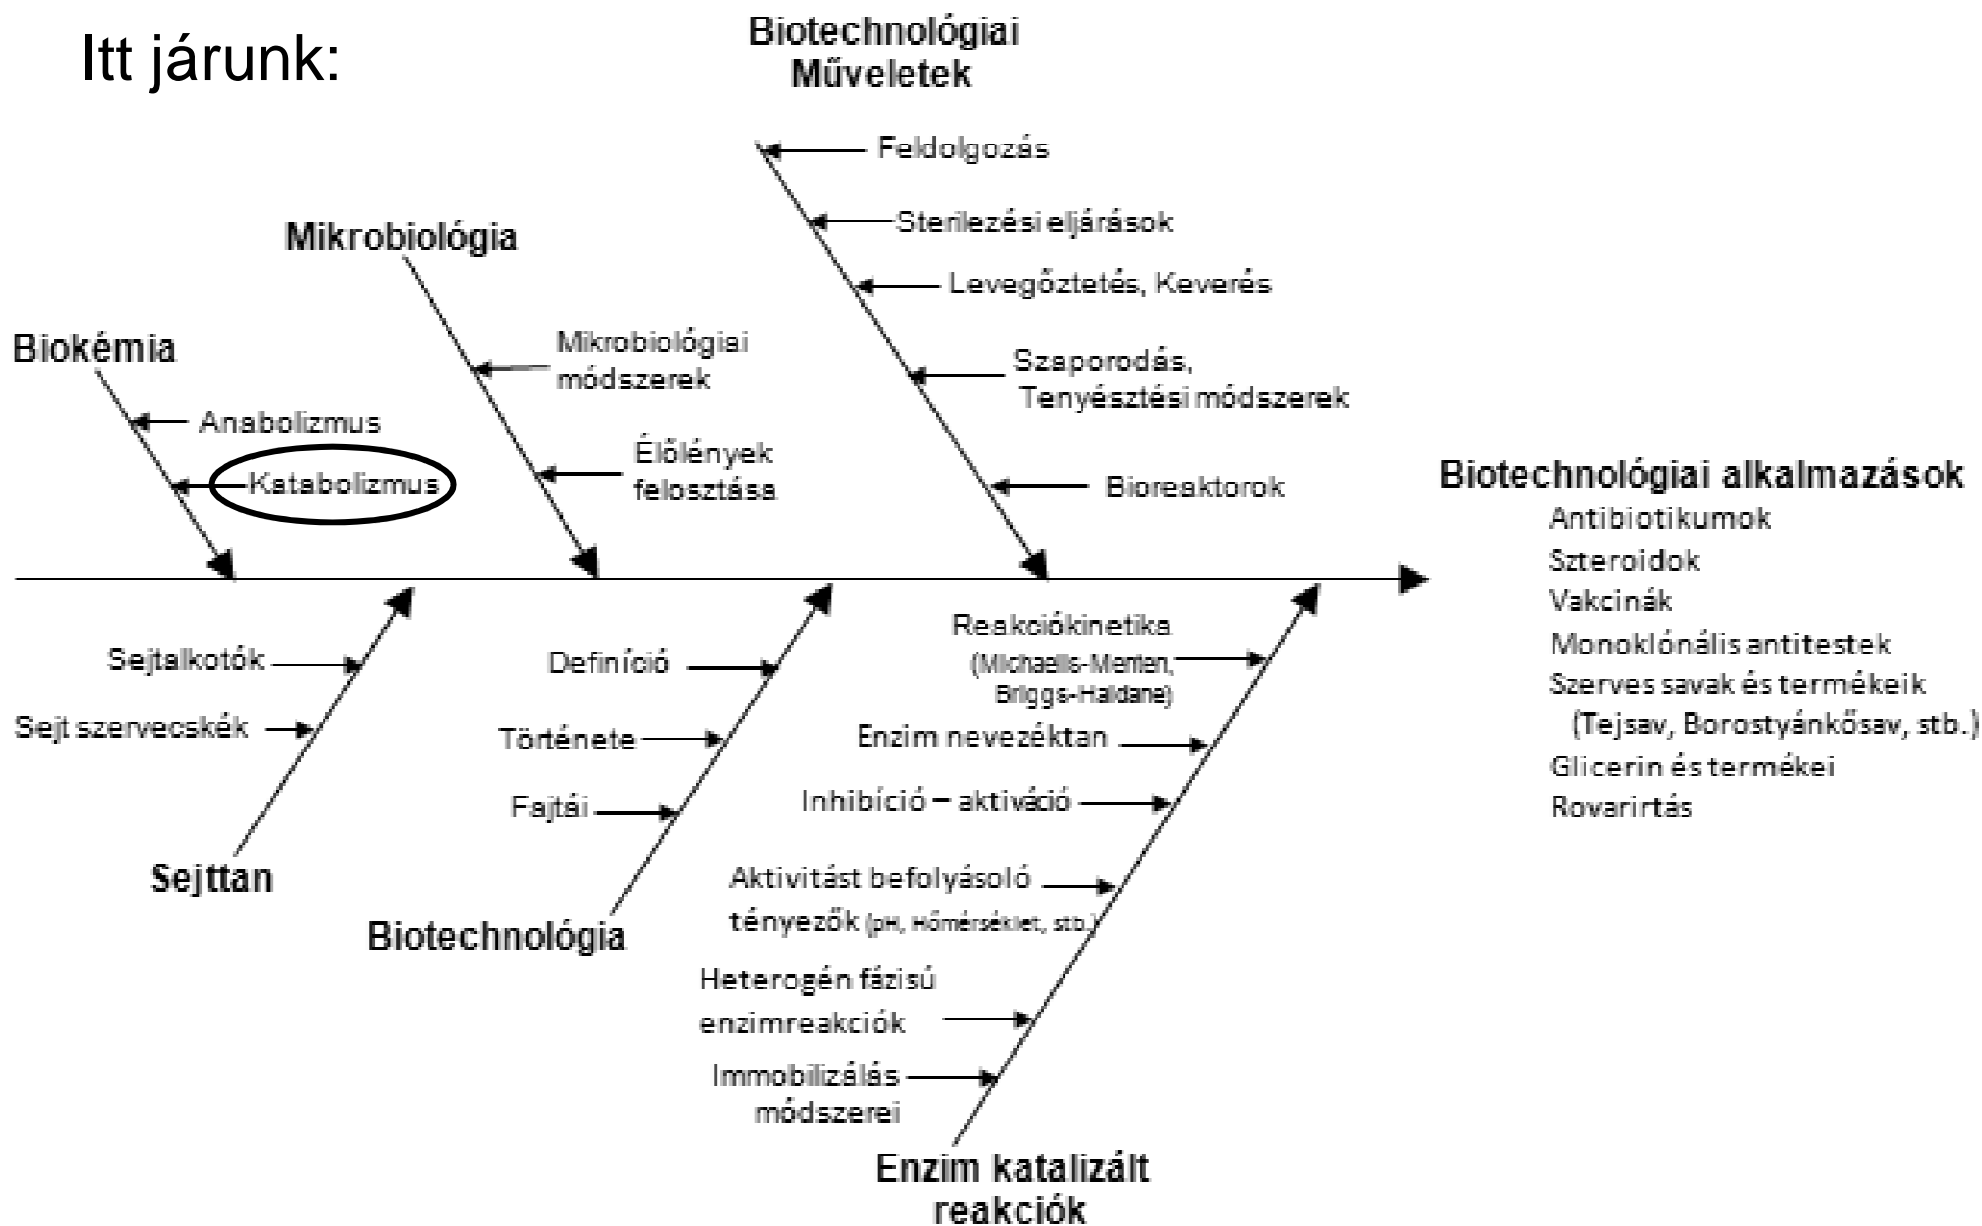 Itt járunk:
Biotechnológiai
Műveletek
Feldolgozás
Sterilezési eljárások
Levegőztetés, Keverés
Szaporodás,
Tenyésztési módszerek
Bioreaktorok
Mikrobiológia
Mikrobiológiai
módszerek
Élőlények
felosztása
Biokémia
Anabolizmus
Katabolizmus
Sejtalkotók
Sejt szervecskék
Sejttan
Definíció
Története
Fajtái
Biotechnológia
Reakciókinetika
(Michaelis-Menten,
Briggs-Haldane)
Enzim nevezéktan
Inhibíció – aktiváció
Aktivitást befolyásoló
tényezők (pH, Hőmérséklet, stb.)
Heterogén fázisú
enzimreakciók
Immobilizálás
módszerei
Enzim katalizált
reakciók
Biotechnológiai alkalmazások
Antibiotikumok
Szteroidok
Vakcinák
Monoklónális antitestek
Szerves savak és termékeik
(Tejsav, Borostyánkősav, stb.)
Glicerin és termékei
Rovarirtás